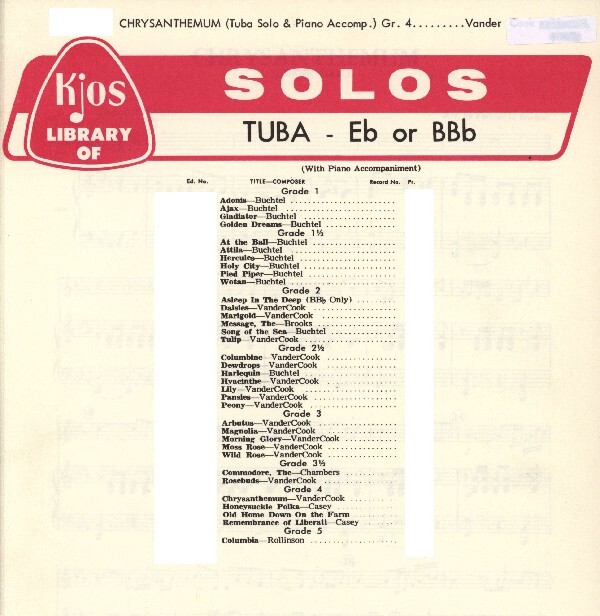 CHRYSANTHEMUM (Tuba Solo & Piano Accomp.) Gr. 4.........Vander
Kjos
LIBRARY
OF
SOLOS
TUBA - Eb or BBb
(With Piano Accompaniment)
Ed. No. TITLE—COMPOSER Record No. Pr.
Grade 1
Adonis—Buchtel
Ajax—Buchtel
Gladiator—Buchtel
Golden Dreams—Buchtel
Grade 1½
At the Ball—Buchtel
Attila—Buchtel
Hercules—Buchtel
Holy City—Buchtel
Pied Piper—Buchtel
Wotan—Buchtel
Grade 2
Asleep In The Deep (BBb Only)
Daisies—VanderCook
Marigold—VanderCook
Message, The—Brooks
Song of the Sea—Buchtel
Tulip—VanderCook
Grade 2½
Columbine—VanderCook
Dewdrops—VanderCook
Harlequin—Buchtel
Hyacinthe—VanderCook
Lily—VanderCook
Pansies—VanderCook
Peony—VanderCook
Grade 3
Arbutus—VanderCook
Magnolia—VanderCook
Morning Glory—VanderCook
Moss Rose—VanderCook
Wild Rose—VanderCook
Grade 3½
Commodore, The—Chambers
Rosebuds—VanderCook
Grade 4
Chrysanthemum—VanderCook
Honeysuckle Polka—Casey
Old Home Down On the Farm
Remembrance of Liberati—Casey
Grade 5
Columbia—Rollinson